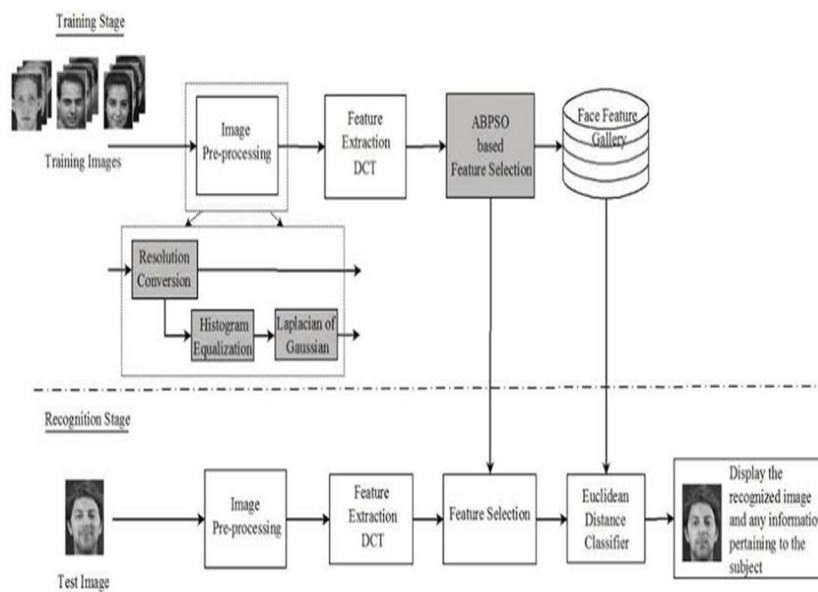 Training Stage
Training Images
Image
Pre-processing
Feature
Extraction
DCT
ABPSO
based
Feature Selection
Face Feature
Gallery
Resolution
Conversion
Histogram
Equalization
Laplacian of
Gaussian
Recognition Stage
Test Image
Image
Pre-processing
Feature
Extraction
DCT
Feature Selection
Euclidean
Distance
Classifier
Display the
recognized image
and any information
pertaining to the
subject